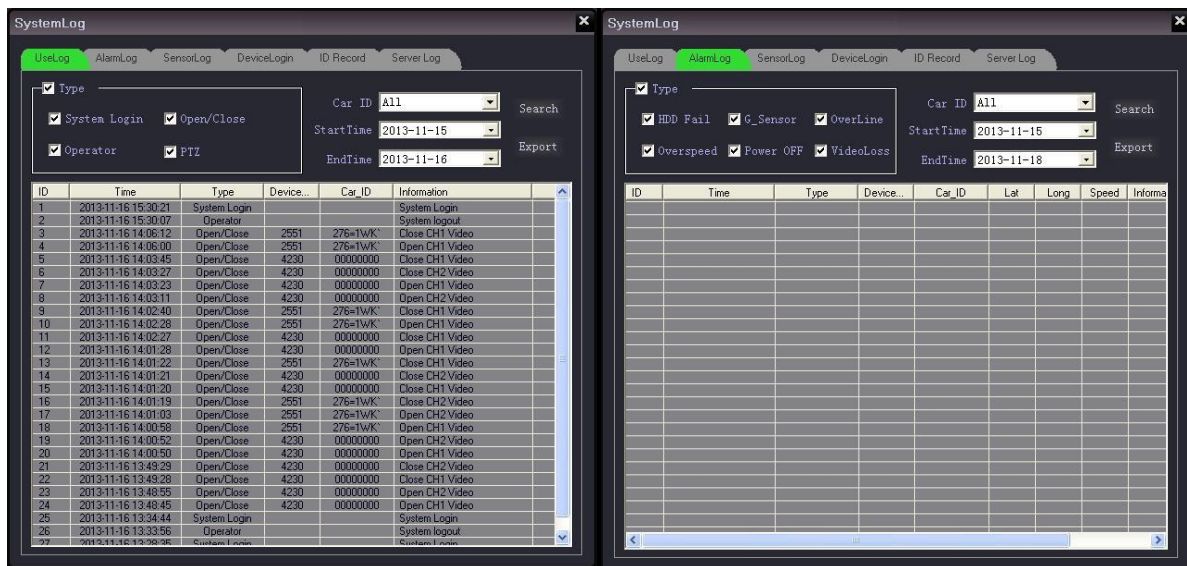 SystemLog
UseLog AlarmLog SensorLog DeviceLogin ID Record Server Log
Type
System Login Open/Close
Operator PTZ
Car ID All
StartTime 2013-11-15
EndTime 2013-11-16
Search
Export
ID Time Type Device... Car_ID Information
1 2013-11-16 15:30:21 System Login System Login
2 2013-11-16 15:30:07 Operator System logout
3 2013-11-16 14:06:12 Open/Close 2551 276=1WK` Close CH1 Video
4 2013-11-16 14:06:00 Open/Close 2551 276=1WK` Open CH1 Video
5 2013-11-16 14:03:45 Open/Close 4230 00000000 Close CH1 Video
6 2013-11-16 14:03:27 Open/Close 4230 00000000 Close CH2 Video
7 2013-11-16 14:03:23 Open/Close 4230 00000000 Open CH1 Video
8 2013-11-16 14:03:11 Open/Close 4230 00000000 Open CH2 Video
9 2013-11-16 14:02:40 Open/Close 2551 276=1WK` Close CH1 Video
10 2013-11-16 14:02:28 Open/Close 2551 276=1WK` Open CH1 Video
11 2013-11-16 14:02:27 Open/Close 4230 00000000 Close CH1 Video
12 2013-11-16 14:01:28 Open/Close 4230 00000000 Open CH1 Video
13 2013-11-16 14:01:22 Open/Close 2551 276=1WK` Close CH1 Video
14 2013-11-16 14:01:21 Open/Close 4230 00000000 Close CH2 Video
15 2013-11-16 14:01:20 Open/Close 4230 00000000 Close CH1 Video
16 2013-11-16 14:01:19 Open/Close 2551 276=1WK` Close CH2 Video
17 2013-11-16 14:01:03 Open/Close 2551 276=1WK` Open CH2 Video
18 2013-11-16 14:00:58 Open/Close 2551 276=1WK` Open CH1 Video
19 2013-11-16 14:00:52 Open/Close 4230 00000000 Open CH2 Video
20 2013-11-16 14:00:50 Open/Close 4230 00000000 Open CH1 Video
21 2013-11-16 13:49:29 Open/Close 4230 00000000 Close CH2 Video
22 2013-11-16 13:49:28 Open/Close 4230 00000000 Close CH1 Video
23 2013-11-16 13:48:55 Open/Close 4230 00000000 Open CH2 Video
24 2013-11-16 13:48:45 Open/Close 4230 00000000 Open CH1 Video
25 2013-11-16 13:34:44 System Login System Login
26 2013-11-16 13:33:56 Operator System logout
27 2013-11-16 13:28:35 System Login System Login
SystemLog
UseLog AlarmLog SensorLog DeviceLogin ID Record Server Log
Type
HDD Fail G_Sensor OverLine
Overspeed Power OFF VideoLoss
Car ID All
StartTime 2013-11-15
EndTime 2013-11-18
Search
Export
ID Time Type Device... Car_ID Lat Long Speed Informa